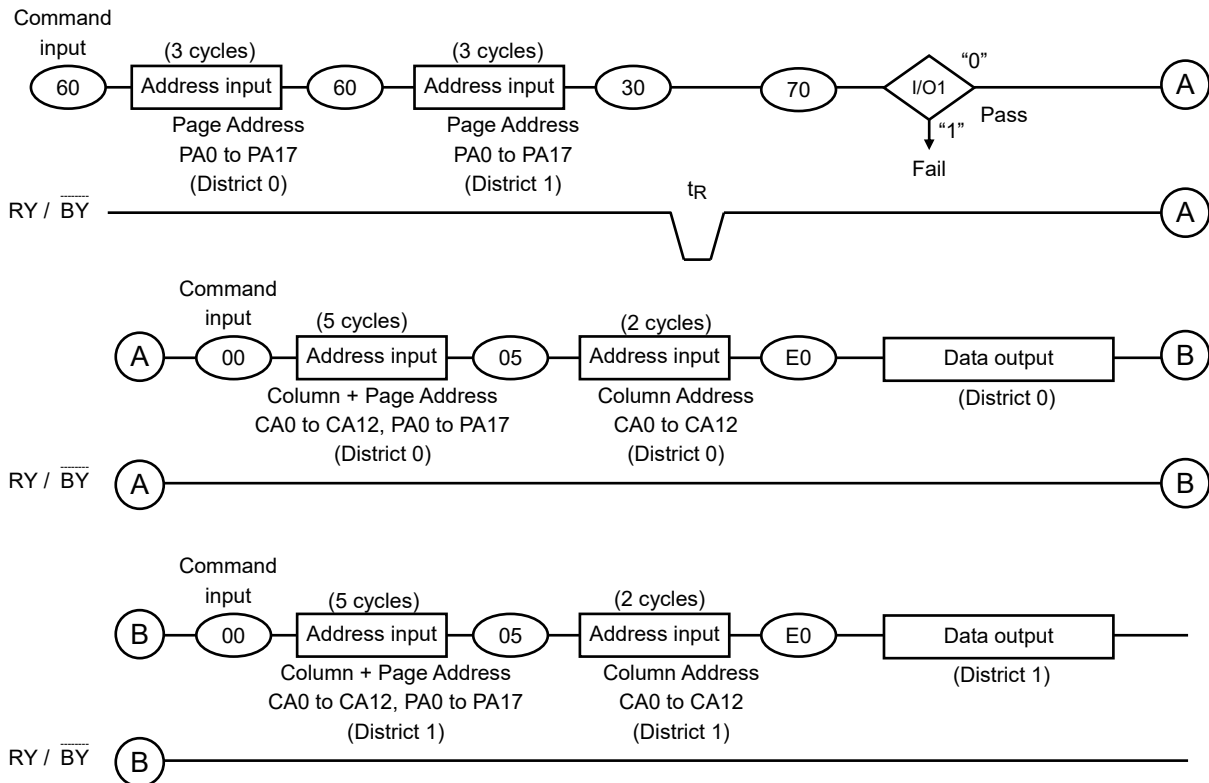 Command
input
(3 cycles)
(3 cycles)
60
Address input
60
Address input
30
70
I/O1
“0”
A
Page Address
PA0 to PA17
(District 0)
Page Address
PA0 to PA17
(District 1)
“1”
Pass
Fail
tR
RY / BY
A
Command
input
(5 cycles)
(2 cycles)
A
00
Address input
05
Address input
E0
Data output
B
Column + Page Address
CA0 to CA12, PA0 to PA17
(District 0)
Column Address
CA0 to CA12
(District 0)
(District 0)
RY / BY
A
B
Command
input
(5 cycles)
(2 cycles)
B
00
Address input
05
Address input
E0
Data output
Column + Page Address
CA0 to CA12, PA0 to PA17
(District 1)
Column Address
CA0 to CA12
(District 1)
(District 1)
RY / BY
B